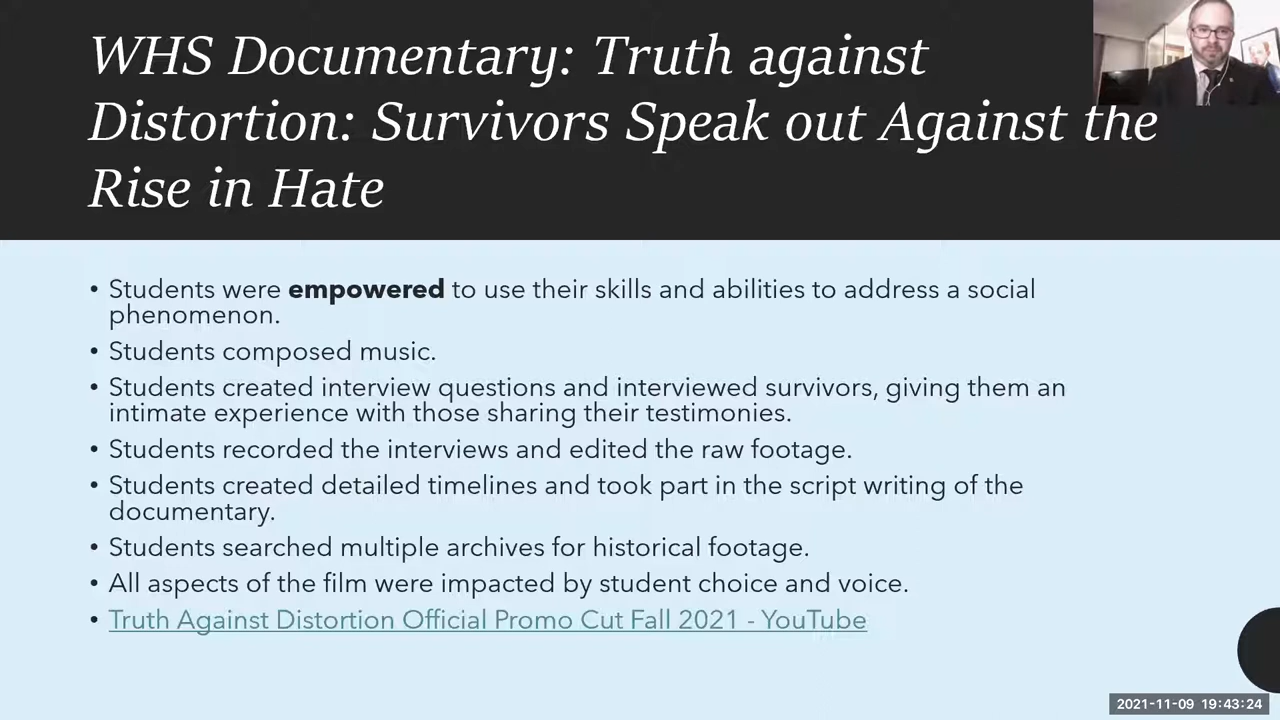 WHS Documentary: Truth against
Distortion: Survivors Speak out Against the
Rise in Hate
• Students were empowered to use their skills and abilities to address a social
phenomenon.
• Students composed music.
• Students created interview questions and interviewed survivors, giving them an
intimate experience with those sharing their testimonies.
• Students recorded the interviews and edited the raw footage.
• Students created detailed timelines and took part in the script writing of the
documentary.
• Students searched multiple archives for historical footage.
• All aspects of the film were impacted by student choice and voice.
• Truth Against Distortion Official Promo Cut Fall 2021 - YouTube
2021-11-09 19:43:24